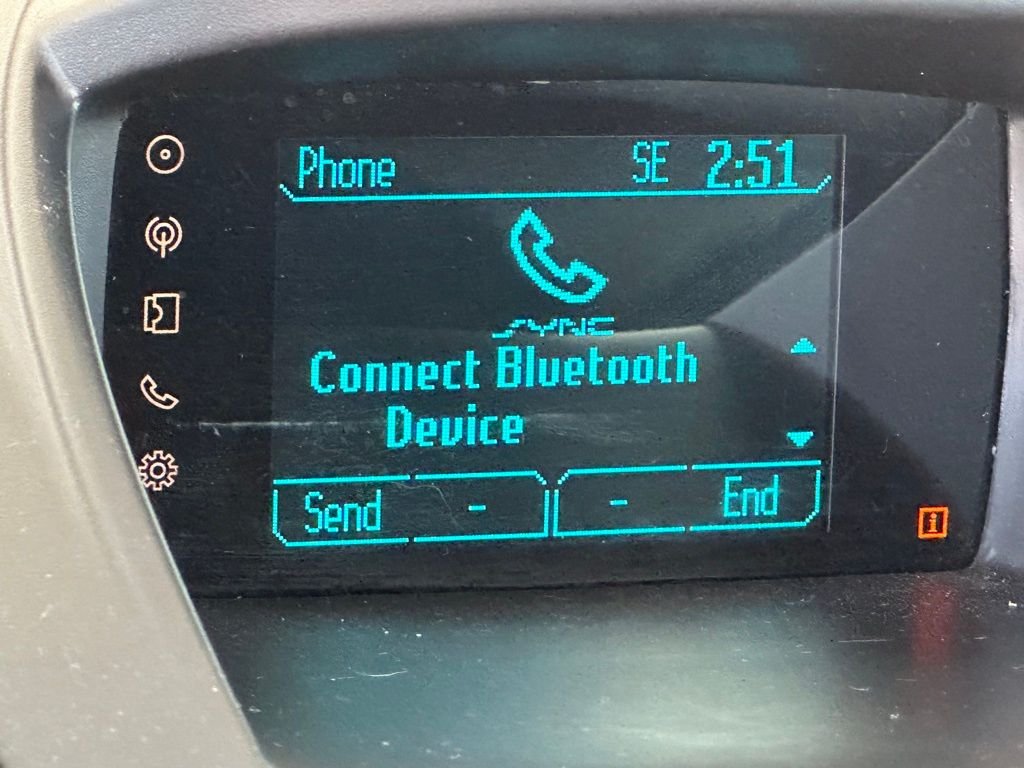 Phone SE 2:51
SYNC
Connect Bluetooth
Device
Send - - End
i